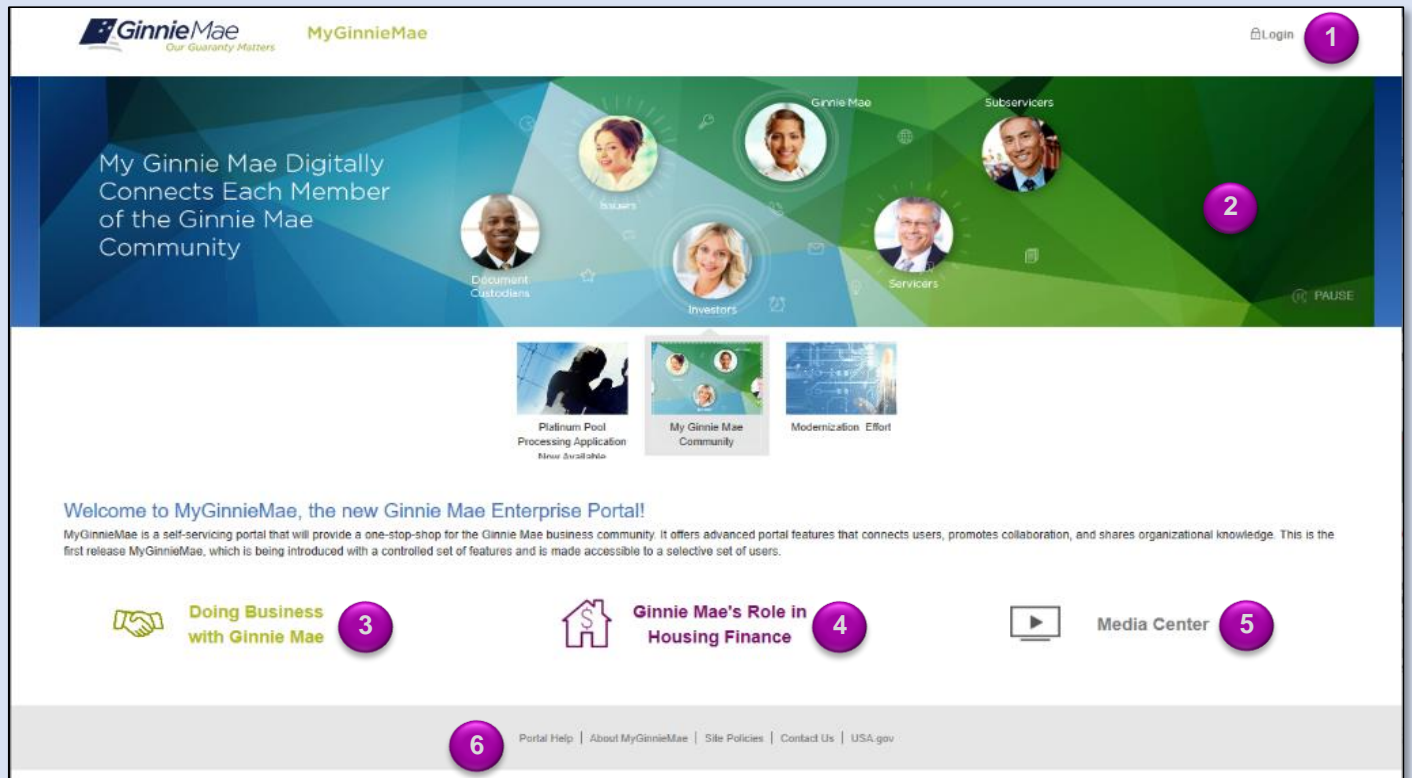 GinnieMae
Our Guaranty Matters
MyGinnieMae
Login
1
My Ginnie Mae Digitally
Connects Each Member
of the Ginnie Mae
Community
Ginnie Mae
Subservicers
Issuers
Document
Custodians
Investors
Servicers
2
PAUSE
Platinum Pool
Processing Application
Now Available
My Ginnie Mae
Community
Modernization Effort
Welcome to MyGinnieMae, the new Ginnie Mae Enterprise Portal!
MyGinnieMae is a self-servicing portal that will provide a one-stop-shop for the Ginnie Mae business community. It offers advanced portal features that connects users, promotes collaboration, and shares organizational knowledge. This is the
first release MyGinnieMae, which is being introduced with a controlled set of features and is made accessible to a selective set of users.
Doing Business
with Ginnie Mae
3
Ginnie Mae's Role in
Housing Finance
4
Media Center
5
6
Portal Help | About MyGinnieMae | Site Policies | Contact Us | USA.gov